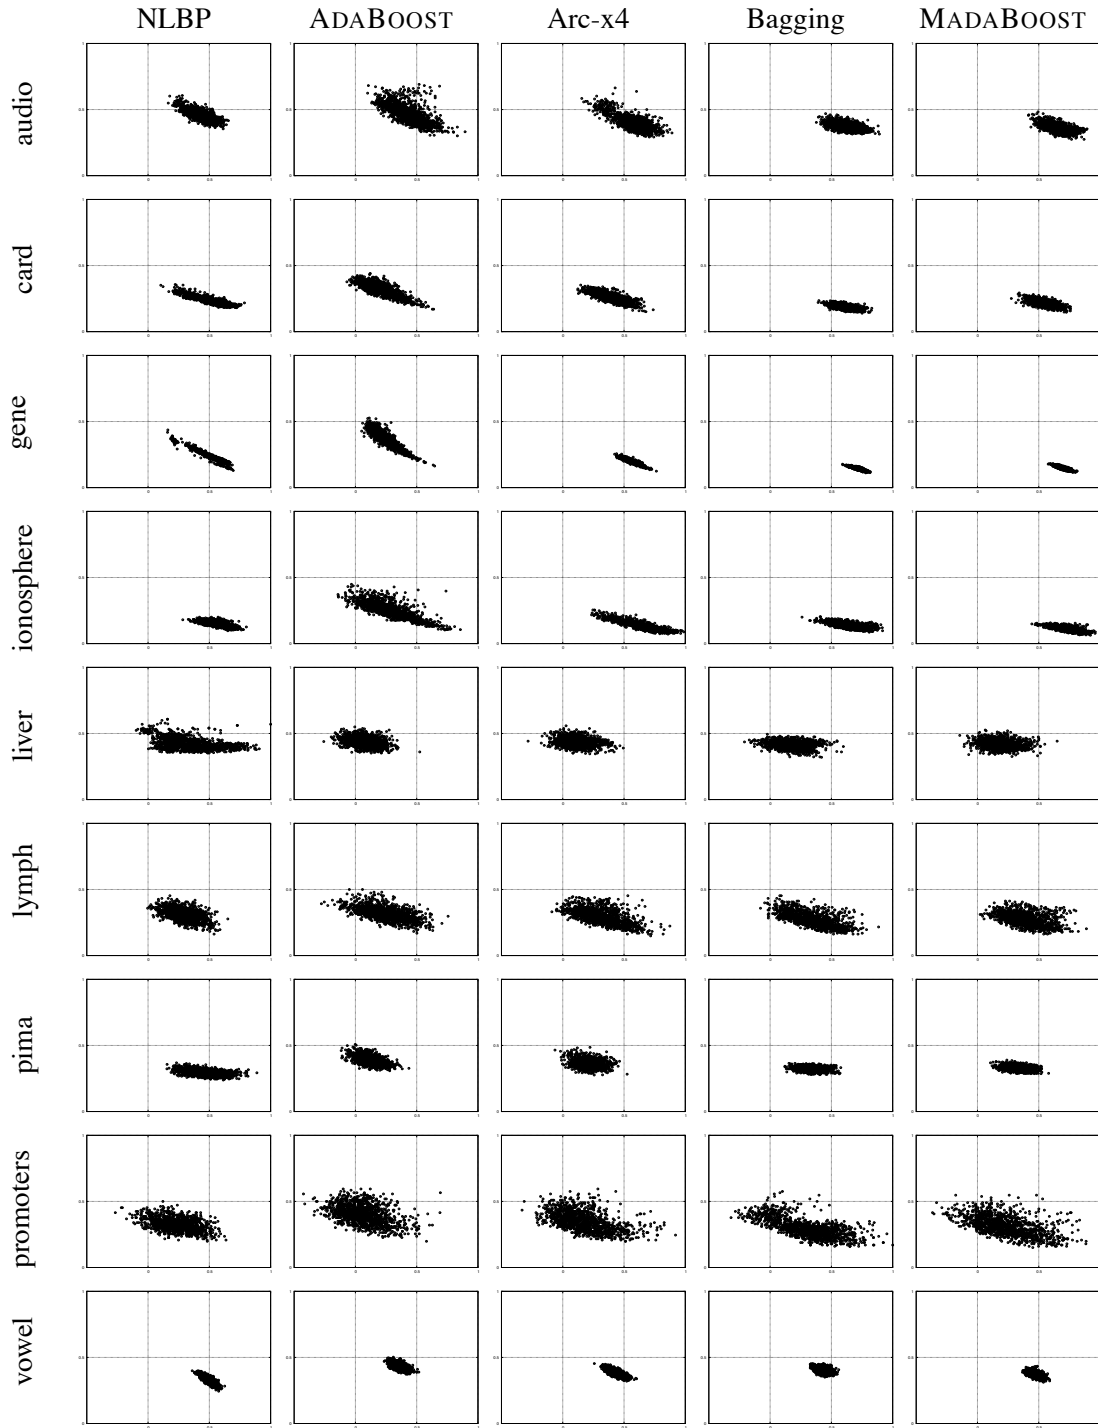 NLBP ADABOOST Arc-x4 Bagging MADABOOST
audio
card
gene
ionosphere
liver
lymph
pima
promoters
vowel